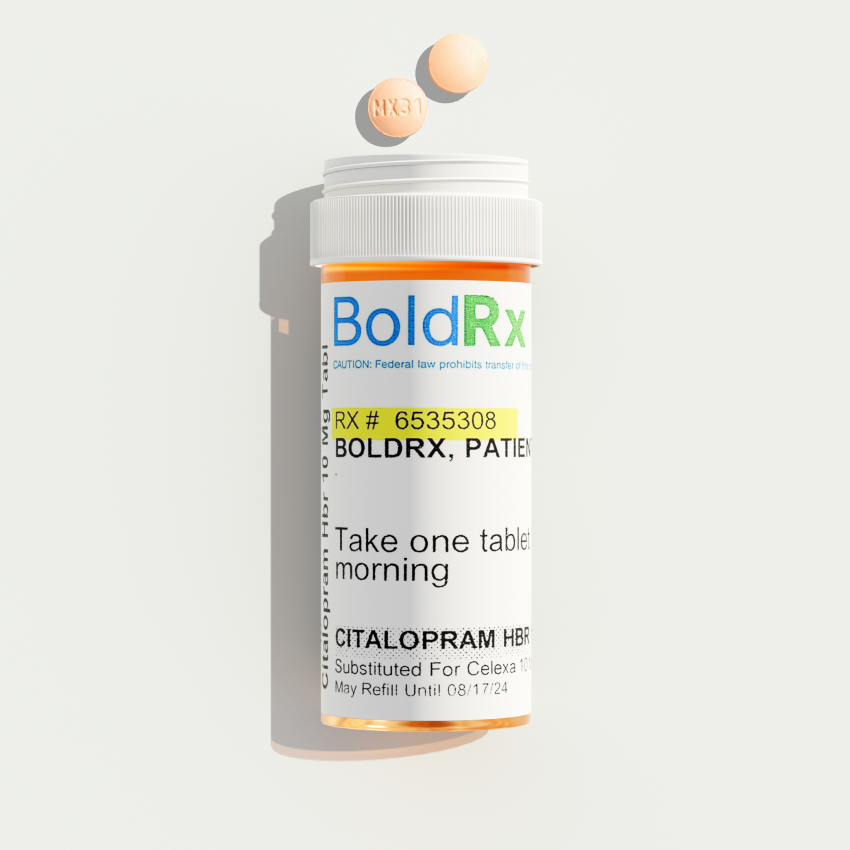 MX31
BoldRx
CAUTION: Federal law prohibits transfer of this
RX # 6535308
BOLDRX, PATIEN
.
Take one tablet
morning
CITALOPRAM HBR
Substituted For Celexa 10
May Refill Until 08/17/24
Citalopram Hbr 10 Mg Tabl